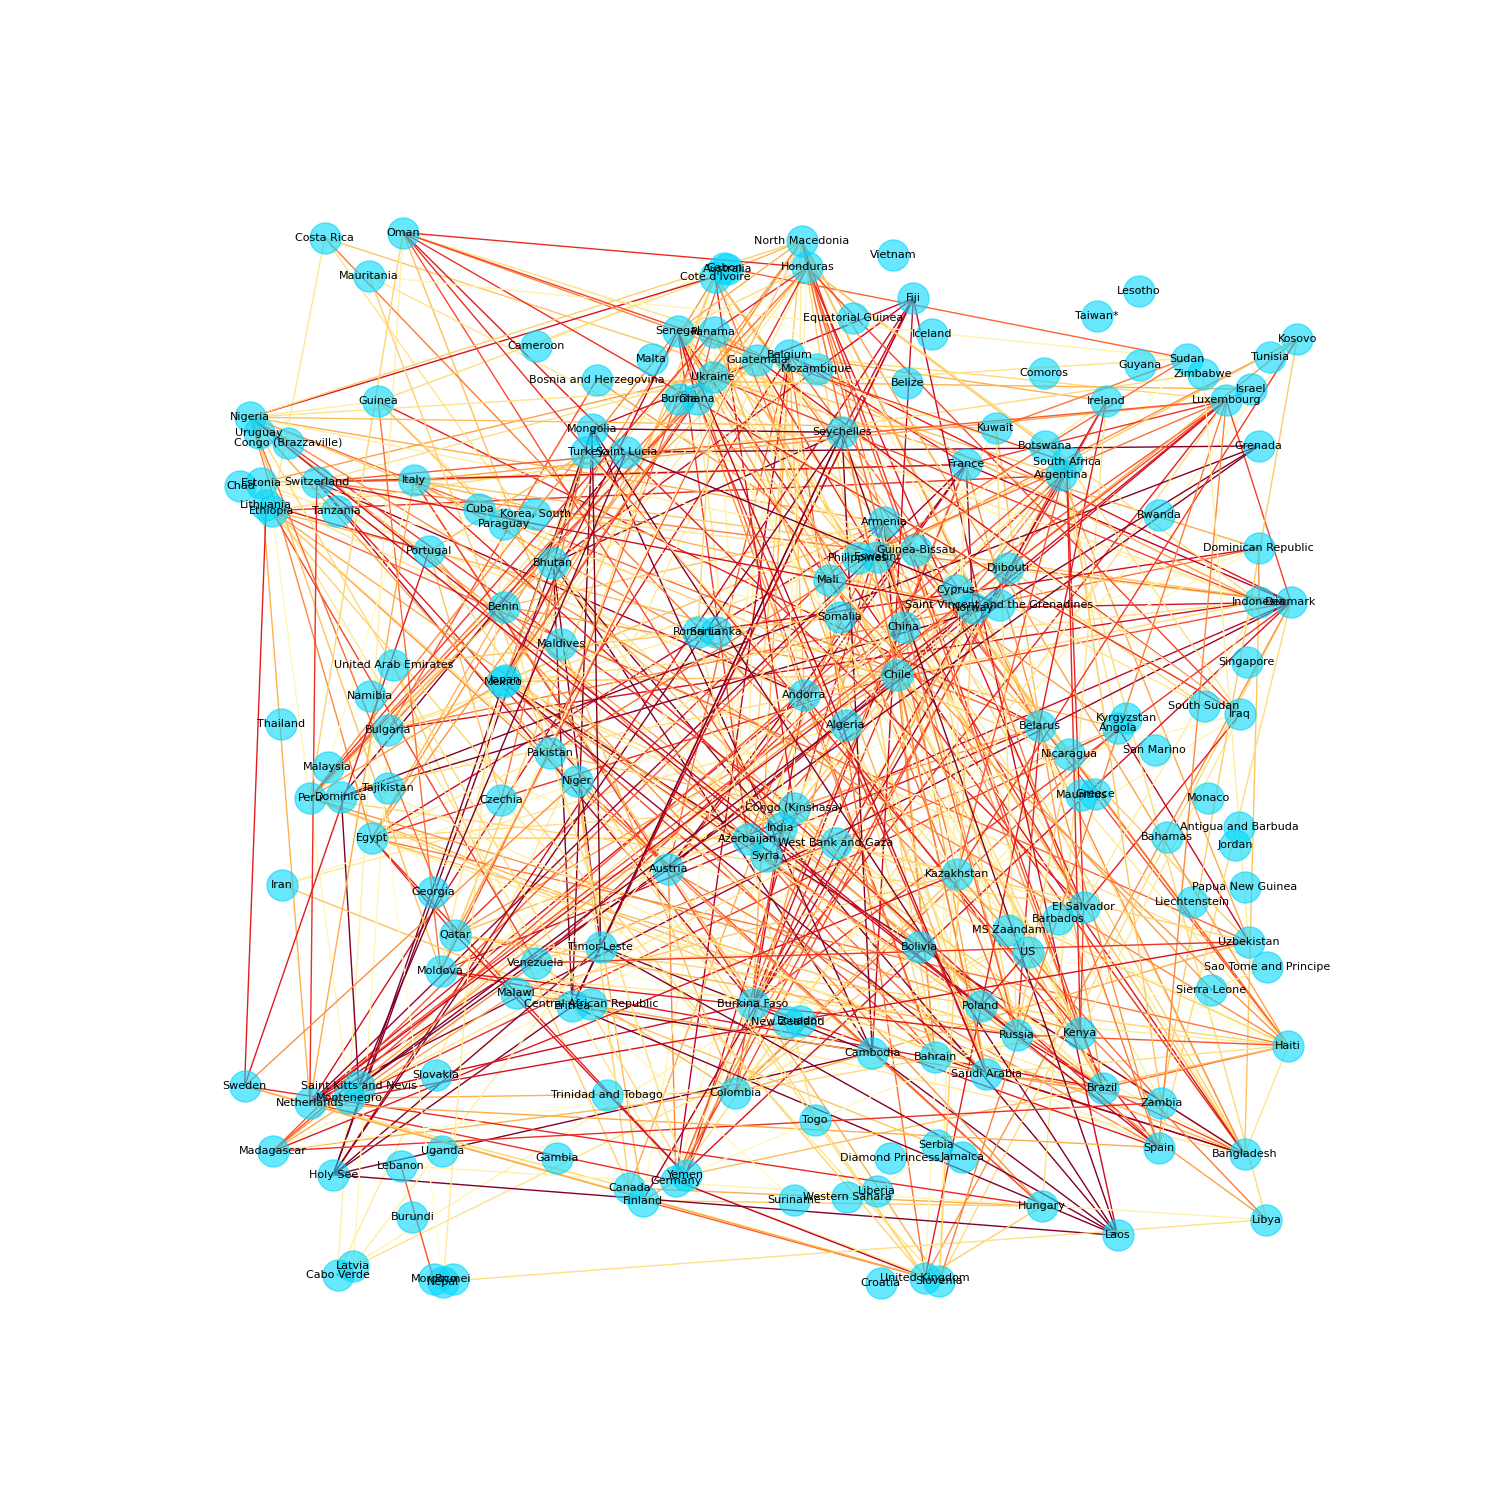 Oman
Costa Rica
North Macedonia
Vietnam
Honduras
Gabon
Australia
Cote d'Ivoire
Mauritania
Lesotho
Fiji
Taiwan*
Equatorial Guinea
Senegal
Panama
Iceland
Kosovo
Cameroon
Malta
Guatemala
Belgium
Mozambique
Tunisia
Sudan
Guyana
Zimbabwe
Comoros
Bosnia and Herzegovina
Ukraine
Belize
Israel
Guinea
Burma
Ghana
Ireland
Luxembourg
Nigeria
Uruguay
Congo (Brazzaville)
Mongolia
Seychelles
Kuwait
Turkey
Saint Lucia
Botswana
Grenada
France
South Africa
Argentina
Chad
Estonia
Switzerland
Italy
Lithuania
Ethiopia
Tanzania
Cuba
Korea, South
Paraguay
Armenia
Rwanda
Portugal
Bhutan
Philippines
Eswatini
Guinea-Bissau
Dominican Republic
Djibouti
Mali
Cyprus
Benin
Saint Vincent and the Grenadines
Norway
Indonesia
Denmark
Somalia
China
Romania
Sri Lanka
Maldives
United Arab Emirates
Singapore
Japan
Mexico
Chile
Namibia
Andorra
South Sudan
Iraq
Thailand
Bulgaria
Algeria
Belarus
Kyrgyzstan
Angola
Pakistan
Nicaragua
San Marino
Malaysia
Niger
Tajikistan
Peru
Dominica
Czechia
Mauritius
Greece
Monaco
Congo (Kinshasa)
India
Antigua and Barbuda
Egypt
Azerbaijan
West Bank and Gaza
Bahamas
Jordan
Syria
Austria
Kazakhstan
Iran
Papua New Guinea
Georgia
Liechtenstein
El Salvador
Barbados
Qatar
MS Zaandam
Timor-Leste
Bolivia
US
Uzbekistan
Venezuela
Moldova
Sao Tome and Principe
Malawi
Sierra Leone
Central African Republic
Eritrea
Burkina Faso
Poland
Ecuador
New Zealand
Russia
Kenya
Haiti
Cambodia
Bahrain
Slovakia
Saudi Arabia
Sweden
Saint Kitts and Nevis
Brazil
Montenegro
Netherlands
Trinidad and Tobago
Colombia
Zambia
Togo
Serbia
Madagascar
Uganda
Spain
Bangladesh
Gambia
Diamond Princess
Jamaica
Lebanon
Holy See
Yemen
Germany
Canada
Finland
Liberia
Western Sahara
Suriname
Hungary
Burundi
Libya
Laos
Latvia
Cabo Verde
Morocco
Nepal
Brunei
United Kingdom
Slovenia
Croatia